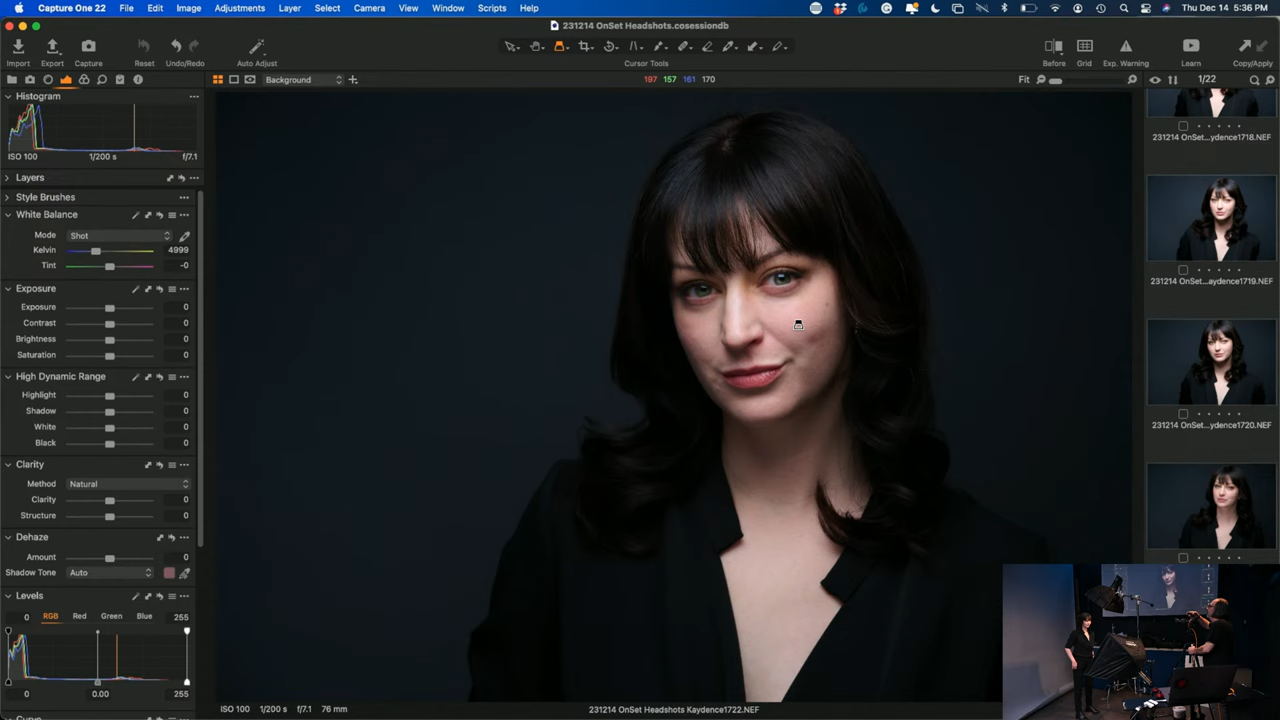 Capture One 22 File Edit Image Adjustments Layer Select Camera View Window Scripts Help Thu Dec 14 5:36 PM
231214 OnSet Headshots.cosessiondb
Import Export Capture Reset Undo/Redo Auto Adjust Cursor Tools Before Grid Exp. Warning Learn Copy/Apply
Background 197 157 161 170 Fit 1/22
Histogram
ISO 100 1/200 s f/7.1
Layers
Style Brushes
White Balance
Mode Shot
Kelvin 4999
Tint -0
Exposure
Exposure 0
Contrast 0
Brightness 0
Saturation 0
High Dynamic Range
Highlight 0
Shadow 0
White 0
Black 0
Clarity
Method Natural
Clarity 0
Structure 0
Dehaze
Amount 0
Shadow Tone Auto
Levels
0 RGB Red Green Blue 255
0 0.00 255
ISO 100 1/200 s f/7.1 76 mm 231214 OnSet Headshots Kaydence1722.NEF
231214 OnSet...ydence1718.NEF
231214 OnSet...aydence1719.NEF
231214 OnSet...ydence1720.NEF